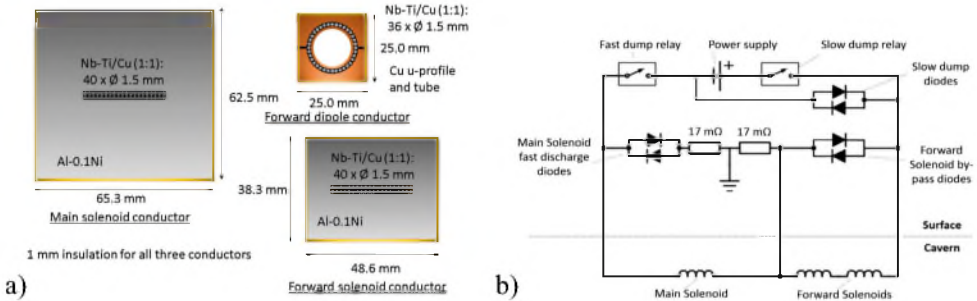 Nb-Ti/Cu (1:1):
40 x Ø 1.5 mm
62.5 mm
Al-0.1Ni
65.3 mm
Main solenoid conductor
1 mm insulation for all three conductors
a)
Nb-Ti/Cu (1:1):
36 x Ø 1.5 mm
25.0 mm
Cu u-profile
and tube
25.0 mm
Forward dipole conductor
Nb-Ti/Cu (1:1):
40 x Ø 1.5 mm
38.3 mm
Al-0.1Ni
48.6 mm
Forward solenoid conductor
b)
Fast dump relay
Power supply
+
Slow dump relay
Slow dump
diodes
Main Solenoid
fast discharge
diodes
17 mΩ
17 mΩ
Forward
Solenoid by-
pass diodes
Surface
Cavern
Main Solenoid
Forward Solenoids